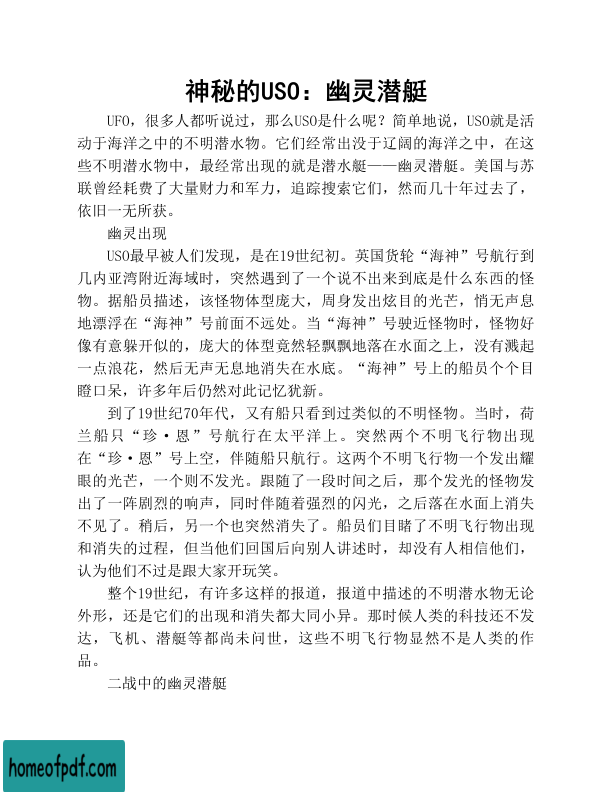 神秘的USO：幽灵潜艇
UFO，很多人都听说过，那么USO是什么呢？简单地说，USO就是活
动于海洋之中的不明潜水物。它们经常出没于辽阔的海洋之中，在这
些不明潜水物中，最经常出现的就是潜水艇——幽灵潜艇。美国与苏
联曾经耗费了大量财力和军力，追踪搜索它们，然而几十年过去了，
依旧一无所获。
幽灵出现
USO最早被人们发现，是在19世纪初。英国货轮“海神”号航行到
几内亚湾附近海域时，突然遇到了一个说不出来到底是什么东西的怪
物。据船员描述，该怪物体型庞大，周身发出炫目的光芒，悄无声息
地漂浮在“海神”号前面不远处。当“海神”号驶近怪物时，怪物好
像有意躲开似的，庞大的体型竟然轻飘飘地落在水面之上，没有溅起
一点浪花，然后无声无息地消失在水底。“海神”号上的船员个个目
瞪口呆，许多年后仍然对此记忆犹新。
到了19世纪70年代，又有船只看到过类似的不明怪物。当时，荷
兰船只“珍·恩”号航行在太平洋上。突然两个不明飞行物出现
在“珍·恩”号上空，伴随船只航行。这两个不明飞行物一个发出耀
眼的光芒，一个则不发光。跟随了一段时间之后，那个发光的怪物发
出了一阵剧烈的响声，同时伴随着强烈的闪光，之后落在水面上消失
不见了。稍后，另一个也突然消失了。船员们目睹了不明飞行物出现
和消失的过程，但当他们回国后向别人讲述时，却没有人相信他们，
认为他们不过是跟大家开玩笑。
整个19世纪，有许多这样的报道，报道中描述的不明潜水物无论
外形，还是它们的出现和消失都大同小异。那时候人类的科技还不发
达，飞机、潜艇等都尚未问世，这些不明飞行物显然不是人类的作
品。
二战中的幽灵潜艇
homeofpdf.com